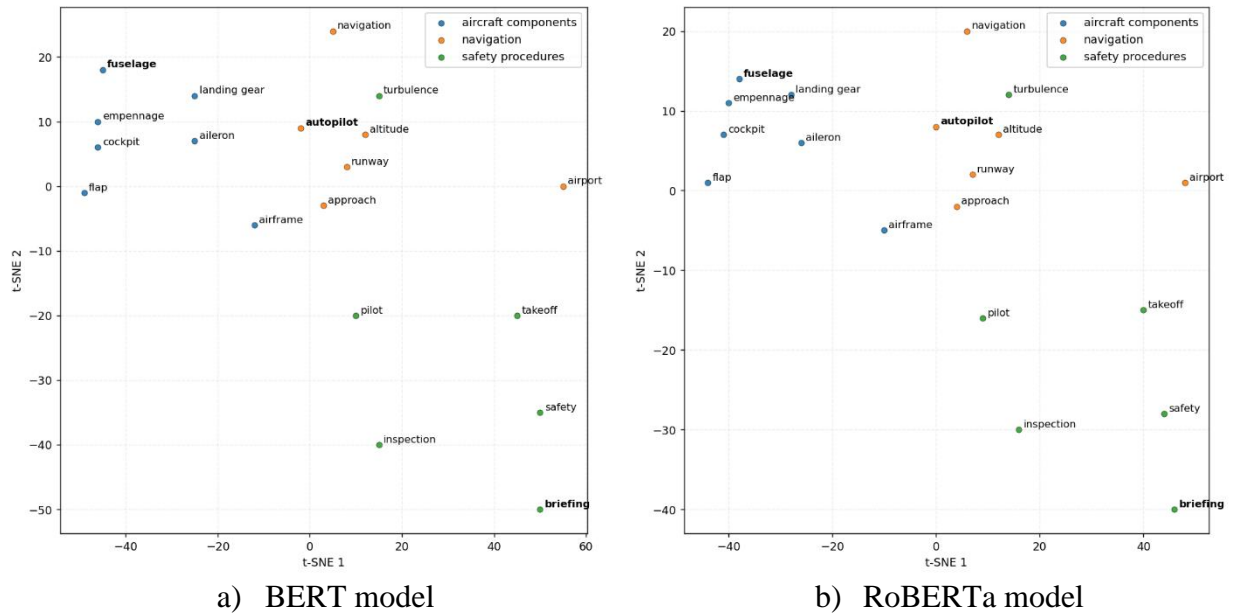 navigation
aircraft components
navigation
safety procedures
fuselage
landing gear
turbulence
empennage
autopilot
altitude
cockpit
aileron
runway
flap
airport
approach
airframe
pilot
takeoff
safety
inspection
briefing
20
10
0
−10
−20
−30
−40
−50
t-SNE 2
−40
−20
0
20
40
60
t-SNE 1
a) BERT model
navigation
aircraft components
navigation
safety procedures
fuselage
landing gear
turbulence
empennage
autopilot
altitude
cockpit
aileron
runway
flap
airport
approach
airframe
pilot
takeoff
safety
inspection
briefing
20
10
0
−10
−20
−30
−40
t-SNE 2
−40
−20
0
20
40
t-SNE 1
b) RoBERTa model